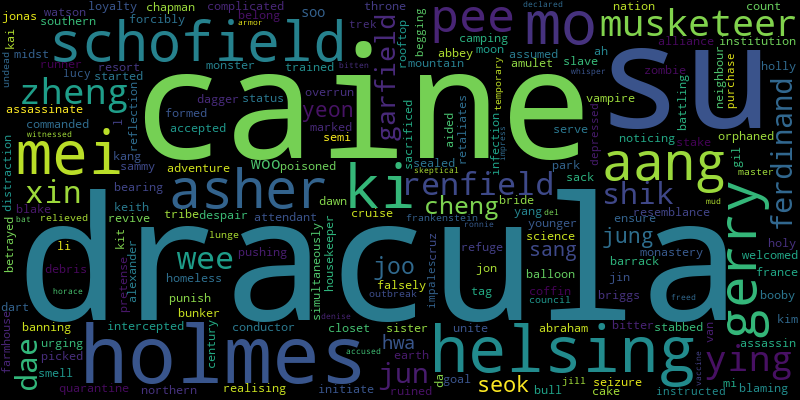 jonas watson loyalty chapman complicated throne declared nation count
southern forcibly soo belong armor pee mo musketeer
kai trek begging camping moon assumed ah alliance institution
undead midst schofield rooftop abbey slave
runner resort started garfield mountain amulet neighbour purchase holly
lucy monster trained overrun status infection temporary zombie whisper
zheng reflection dagger caine su
assassinate formed yeon vampire battling
l commanded accepted marked aided retaliates serve depressed orphaned
witnessed kang semi sacrificed sealed skeptical impress noticing stake
mei sammy woo poisoned park aang gil master ferdinand
distraction adventure asher ki renfield sack shik mud
xin bearing dawn cheng bride ensure resemblance
blake keith tribe despair attendant cruise yang del holy
betrayed bat relieved revive frankenstein younger jung monastery welcomed
li kit lunge simultaneously housekeeper refuge science sang
dracula ronnie gerry
debris pretense alexander wee pushing joo jon balloon barrack france
homeless impales cruz jin council
horace punish falsely outbreak tag coffin briggs booby
dart bunker denise freed kim
farmhouse banning intercepted conductor closet sister unite abraham bitter van assassin
urging century hwa stabbed
dae picked holmes accused earth helsing ying
smell jun goal jill seizure mi blaming
quarantine northern realising initiate ruined da seok bull cake vaccine instructed
bitten